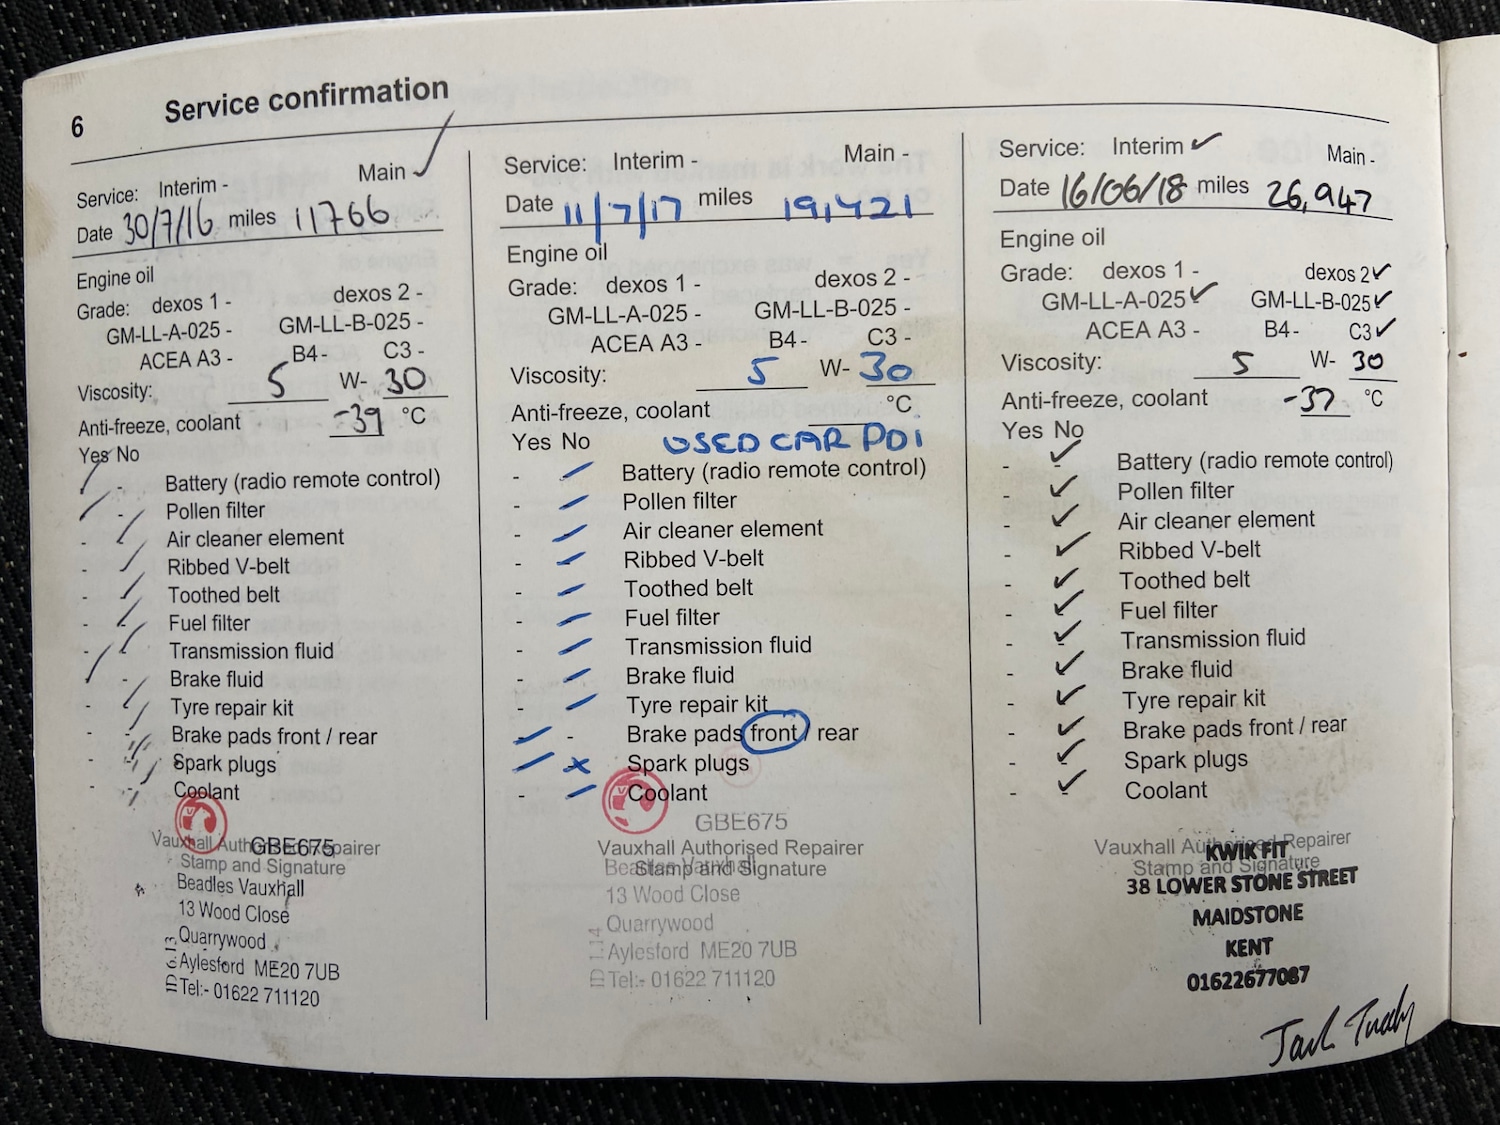 6 Service confirmation
Service: Interim - Main ✓
Date 30/7/16 miles 11766
Engine oil
Grade: dexos 1 - dexos 2 -
GM-LL-A-025 - GM-LL-B-025 -
ACEA A3 - B4 - C3 -
Viscosity: 5 W- 30
Anti-freeze, coolant -39 °C
Yes No
Battery (radio remote control)
Pollen filter
Air cleaner element
Ribbed V-belt
Toothed belt
Fuel filter
Transmission fluid
Brake fluid
Tyre repair kit
Brake pads front / rear
Spark plugs
Coolant
GBE675
Vauxhall Authorised Repairer
Stamp and Signature
Beadles Vauxhall
13 Wood Close
Quarrywood
Aylesford ME20 7UB
Tel:- 01622 711120
Service: Interim - Main -
Date 11/7/17 miles 19,421
Engine oil
Grade: dexos 1 - dexos 2 -
GM-LL-A-025 - GM-LL-B-025 -
ACEA A3 - B4 - C3 -
Viscosity: 5 W- 30
Anti-freeze, coolant °C
Yes No USED CAR PDI
- Battery (radio remote control)
- Pollen filter
- Air cleaner element
- Ribbed V-belt
- Toothed belt
- Fuel filter
- Transmission fluid
- Brake fluid
- Tyre repair kit
- Brake pads front / rear
x Spark plugs
- Coolant
GBE675
Vauxhall Authorised Repairer
Stamp and Signature
Beadles Vauxhall
13 Wood Close
Quarrywood
Aylesford ME20 7UB
Tel:- 01622 711120
Service: Interim ✓ Main -
Date 16/06/18 miles 26,947
Engine oil
Grade: dexos 1 - dexos 2 ✓
GM-LL-A-025 ✓ GM-LL-B-025 ✓
ACEA A3 - B4 - C3 ✓
Viscosity: 5 W- 30
Anti-freeze, coolant -37 °C
Yes No
- ✓ Battery (radio remote control)
- ✓ Pollen filter
- ✓ Air cleaner element
- ✓ Ribbed V-belt
- ✓ Toothed belt
- ✓ Fuel filter
- ✓ Transmission fluid
- ✓ Brake fluid
- ✓ Tyre repair kit
- ✓ Brake pads front / rear
- ✓ Spark plugs
- ✓ Coolant
Vauxhall Authorised Repairer
Stamp and Signature
KWIK FIT
38 LOWER STONE STREET
MAIDSTONE
KENT
01622677087